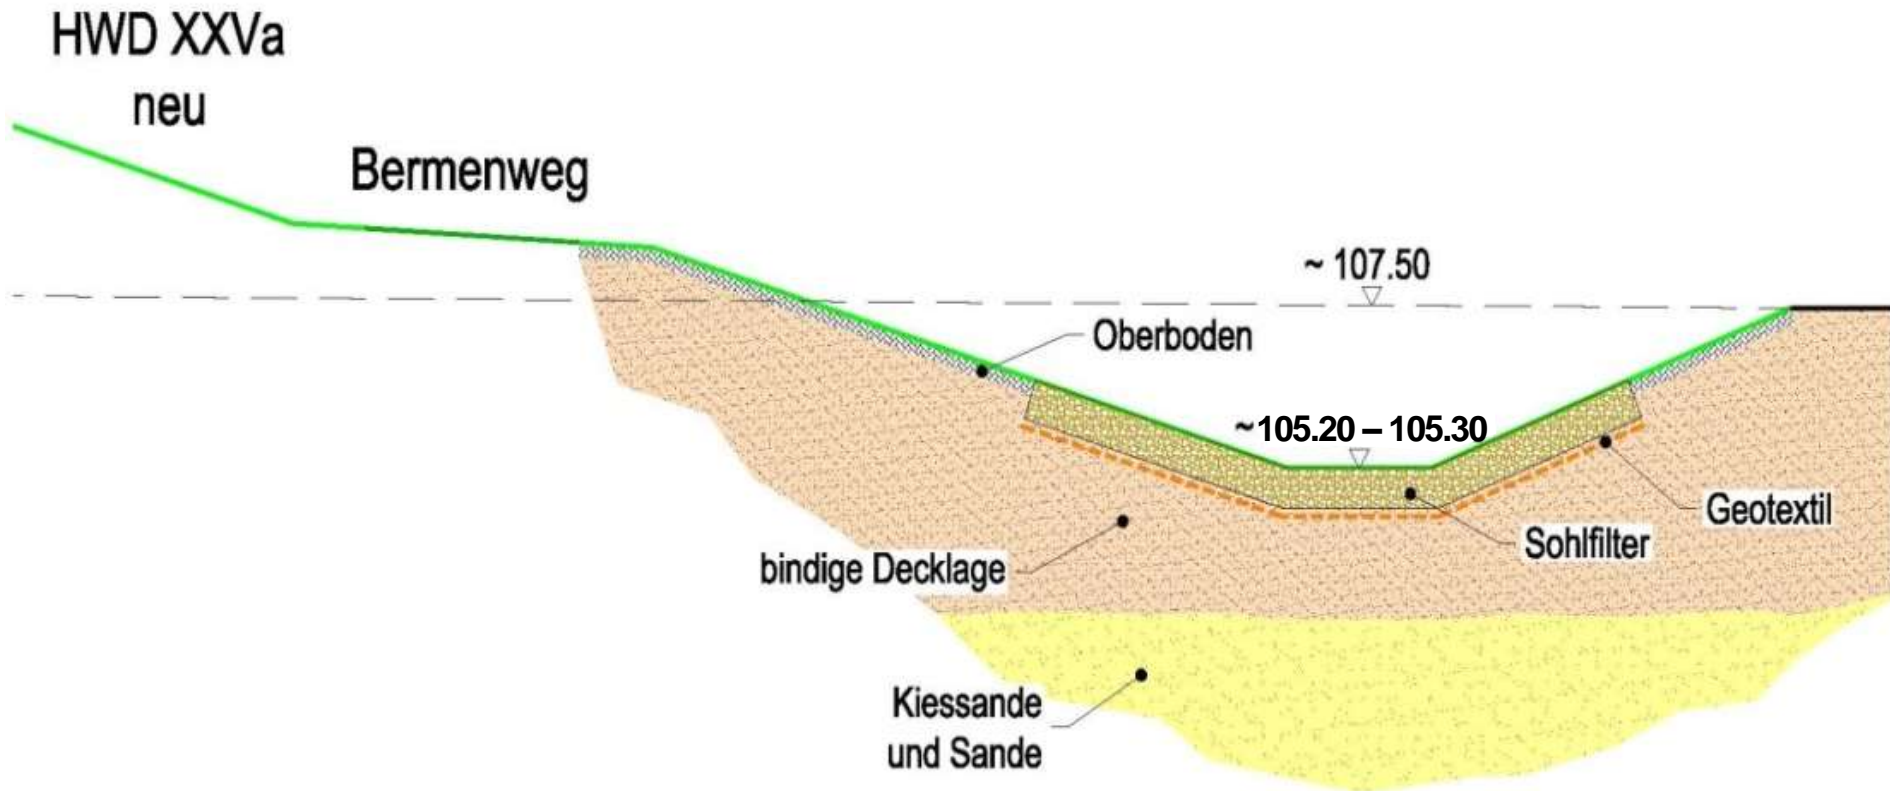 HWD XXVa
neu
Bermenweg
~ 107.50
Oberboden
~105.20 – 105.30
Geotextil
Sohlfilter
bindige Decklage
Kiessande
und Sande